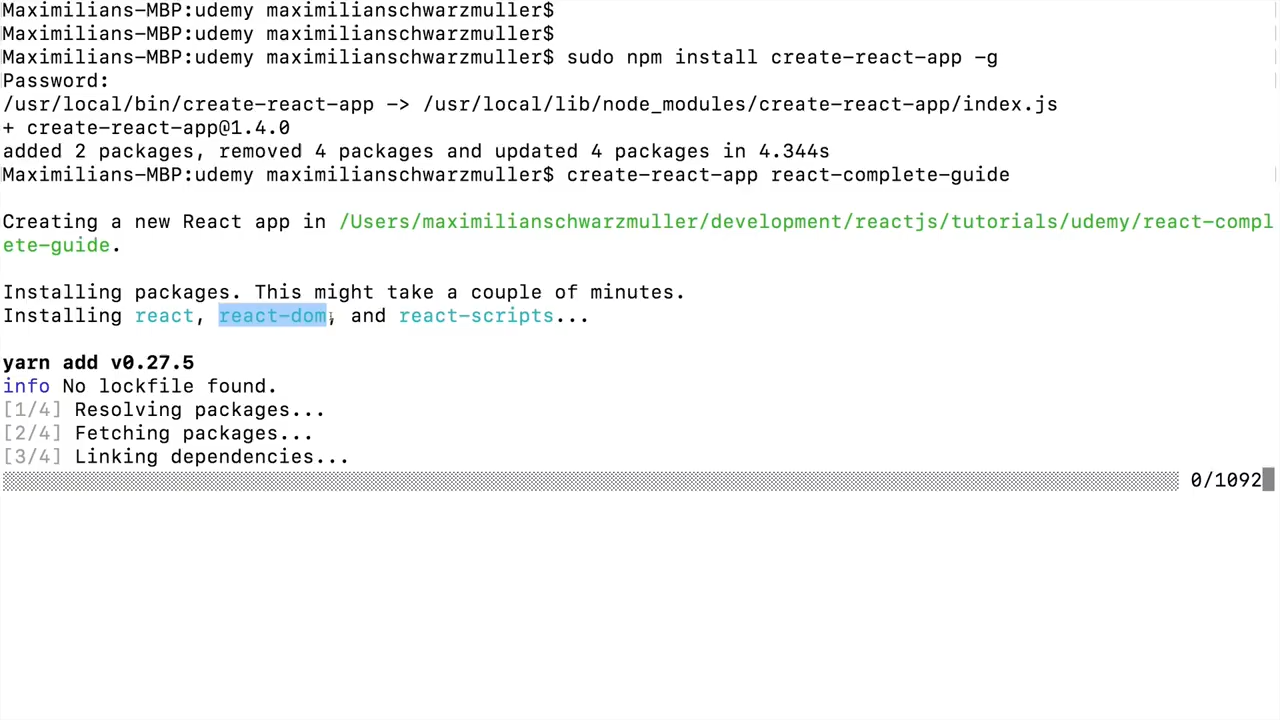 Maximilians-MBP:udemy maximilianschwarzmuller$
Maximilians-MBP:udemy maximilianschwarzmuller$
Maximilians-MBP:udemy maximilianschwarzmuller$ sudo npm install create-react-app -g
Password:
/usr/local/bin/create-react-app -> /usr/local/lib/node_modules/create-react-app/index.js
+ create-react-app@1.4.0
added 2 packages, removed 4 packages and updated 4 packages in 4.344s
Maximilians-MBP:udemy maximilianschwarzmuller$ create-react-app react-complete-guide
Creating a new React app in /Users/maximilianschwarzmuller/development/reactjs/tutorials/udemy/react-compl
ete-guide.
Installing packages. This might take a couple of minutes.
Installing react, react-dom, and react-scripts...
yarn add v0.27.5
info No lockfile found.
[1/4] Resolving packages...
[2/4] Fetching packages...
[3/4] Linking dependencies...
0/1092